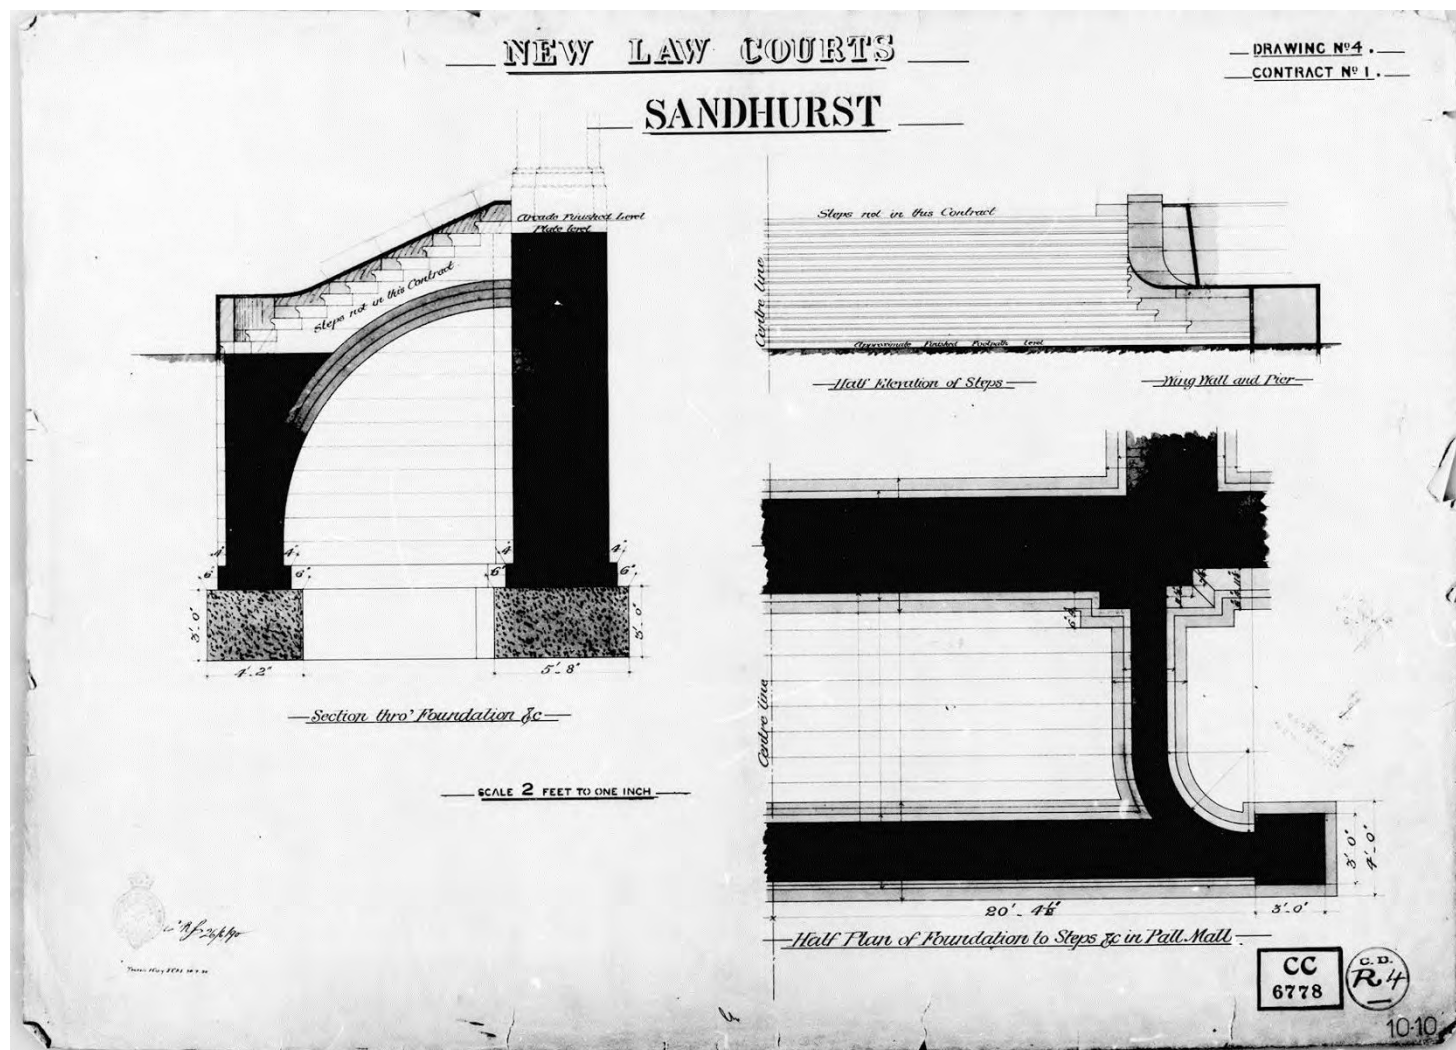 NEW LAW COURTS
SANDHURST
DRAWING Nº 4.
CONTRACT Nº 1.
Arcade Finished Level
Plate level
Steps not in this Contract
4"
4"
4"
4"
6"
6"
6"
6"
3'-0"
3'-0"
4'-2"
5'-8"
Section thro' Foundation &c
SCALE 2 FEET TO ONE INCH
Steps not in this Contract
Centre line
Approximate Finished Footpath Level
Half Elevation of Steps
Wing Wall and Pier
Centre line
3'-0"
4'-0"
20'-4½"
3'-0"
Half Plan of Foundation to Steps &c in Pall Mall
CC
6778
C.D.
R4
10-10